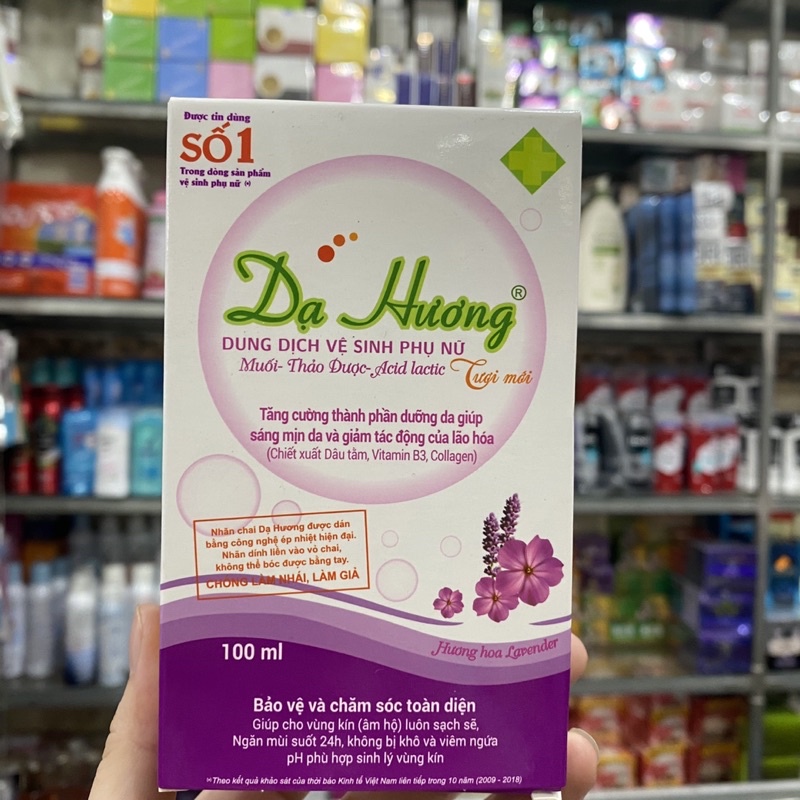 Được tin dùng
SỐ 1
Trong dòng sản phẩm
vệ sinh phụ nữ (*)
Dạ Hương®
DUNG DỊCH VỆ SINH PHỤ NỮ
Muối- Thảo Dược-Acid lactic Tươi mới
Tăng cường thành phần dưỡng da giúp
sáng mịn da và giảm tác động của lão hóa
(Chiết xuất Dâu tằm, Vitamin B3, Collagen)
Nhãn chai Dạ Hương được dán
bằng công nghệ ép nhiệt hiện đại.
Nhãn dính liền vào vỏ chai,
không thể bóc được bằng tay.
CHỐNG LÀM NHÁI, LÀM GIẢ
100 ml
Hương hoa Lavender
Bảo vệ và chăm sóc toàn diện
Giúp cho vùng kín (âm hộ) luôn sạch sẽ,
Ngăn mùi suốt 24h, không bị khô và viêm ngứa
pH phù hợp sinh lý vùng kín
(*)Theo kết quả khảo sát của thời báo Kinh tế Việt Nam liên tiếp trong 10 năm (2009 - 2018)